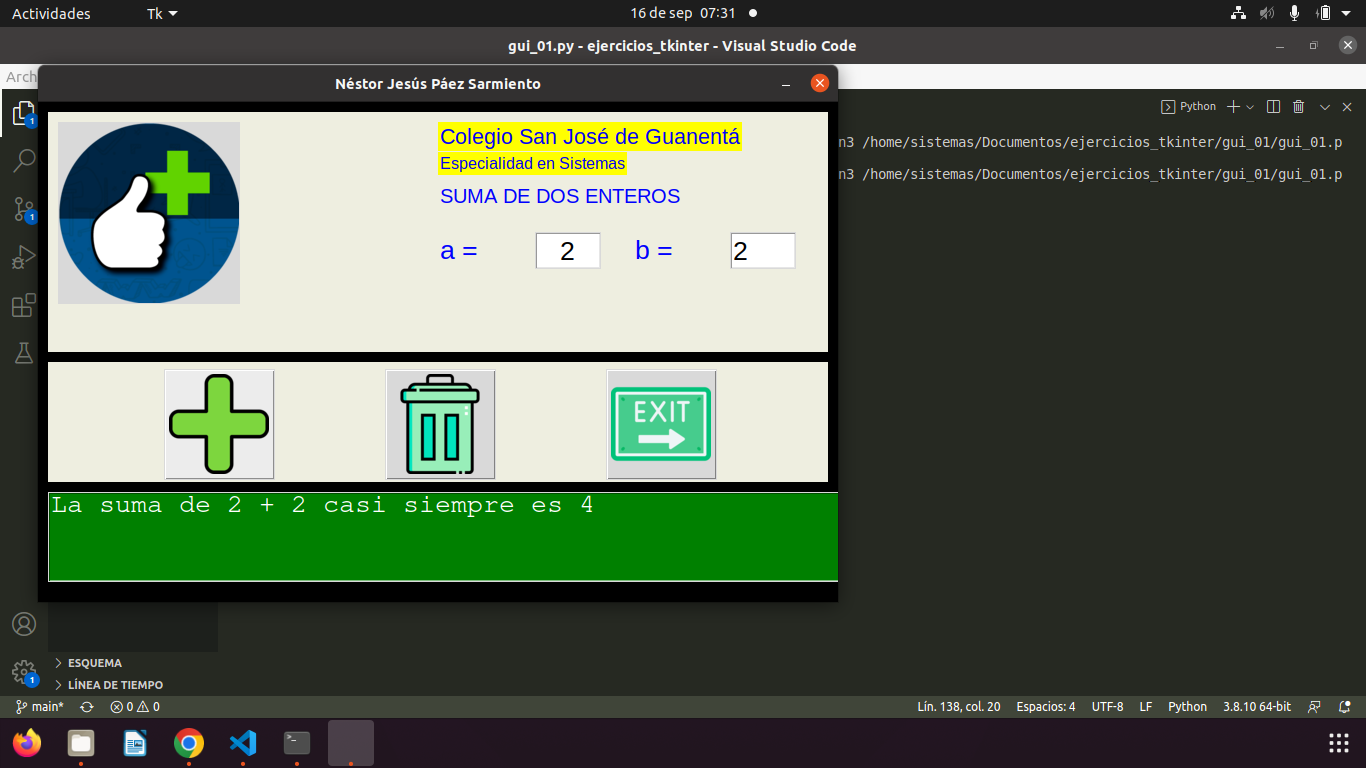 Actividades
Tk
16 de sep 07:31
gui_01.py - ejercicios_tkinter - Visual Studio Code
Arch
Néstor Jesús Páez Sarmiento
1
Python
Colegio San José de Guanentá
n3 /home/sistemas/Documentos/ejercicios_tkinter/gui_01/gui_01.p
Especialidad en Sistemas
n3 /home/sistemas/Documentos/ejercicios_tkinter/gui_01/gui_01.p
SUMA DE DOS ENTEROS
1
a = 2 b = 2
EXIT
La suma de 2 + 2 casi siempre es 4
ESQUEMA
1
LÍNEA DE TIEMPO
main* 0 0 Lín. 138, col. 20 Espacios: 4 UTF-8 LF Python 3.8.10 64-bit
>_